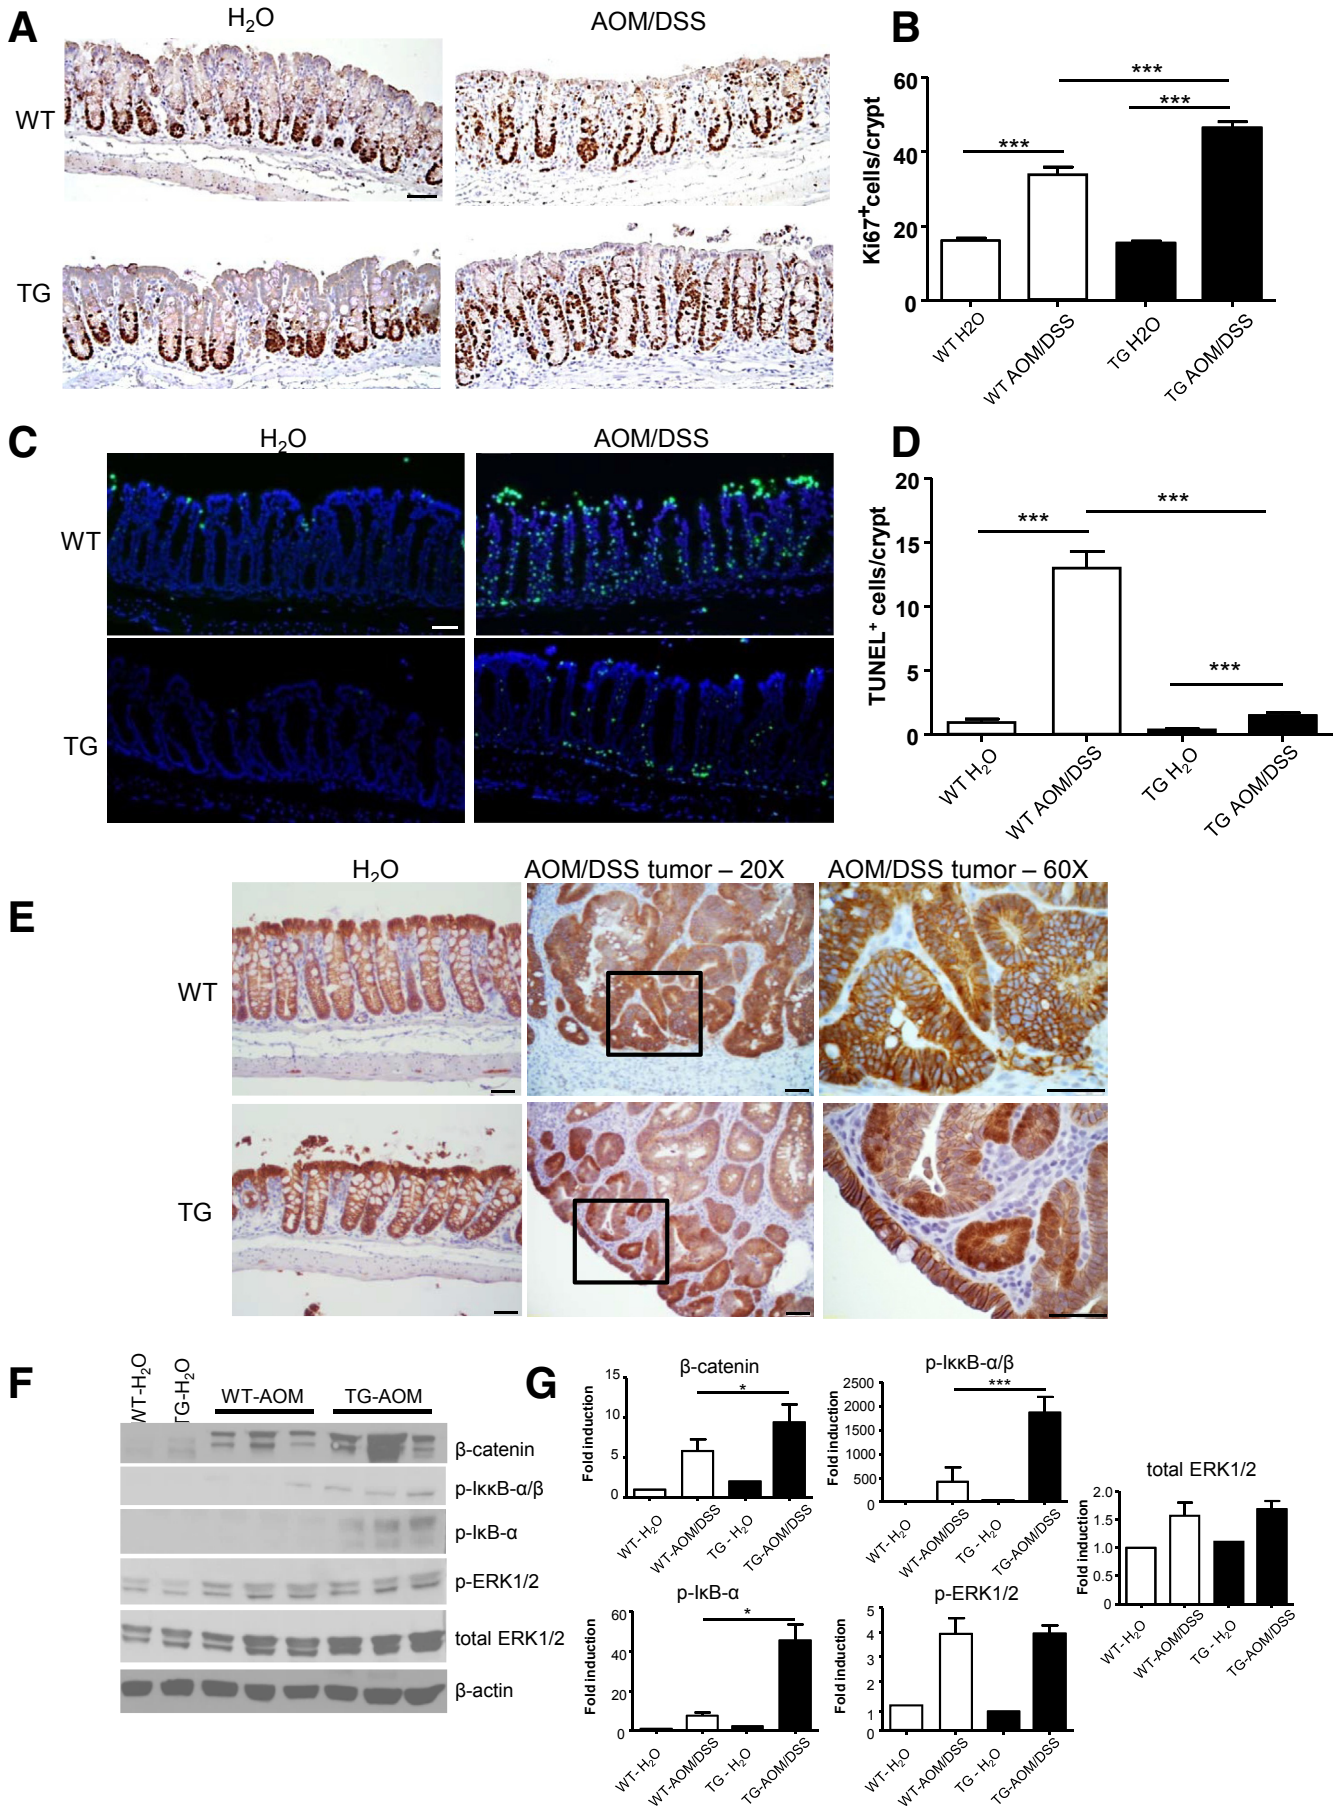 A
H₂O
AOM/DSS
WT
TG
B
Ki67⁺cells/crypt
60
40
20
0
***
***
***
WT H2O
WT AOM/DSS
TG H2O
TG AOM/DSS
C
H₂O
AOM/DSS
WT
TG
D
TUNEL⁺ cells/crypt
20
15
10
5
0
***
***
***
WT H₂O
WT AOM/DSS
TG H₂O
TG AOM/DSS
E
H₂O
AOM/DSS tumor – 20X
AOM/DSS tumor – 60X
WT
TG
F
WT-H₂O
TG-H₂O
WT-AOM
TG-AOM
β-catenin
p-IκκB-α/β
p-IκB-α
p-ERK1/2
total ERK1/2
β-actin
G
β-catenin
Fold induction
15
10
5
0
*
WT- H₂O
WT-AOM/DSS
TG - H₂O
TG-AOM/DSS
p-IκκB-α/β
Fold induction
2500
2000
1500
1000
500
0
***
WT- H₂O
WT-AOM/DSS
TG - H₂O
TG-AOM/DSS
total ERK1/2
Fold induction
2.0
1.5
1.0
0.5
0
WT- H₂O
WT-AOM/DSS
TG - H₂O
TG-AOM/DSS
p-IκB-α
Fold induction
60
40
20
0
*
WT- H₂O
WT-AOM/DSS
TG - H₂O
TG-AOM/DSS
p-ERK1/2
Fold induction
5
4
3
2
1
0
WT- H₂O
WT-AOM/DSS
TG - H₂O
TG-AOM/DSS